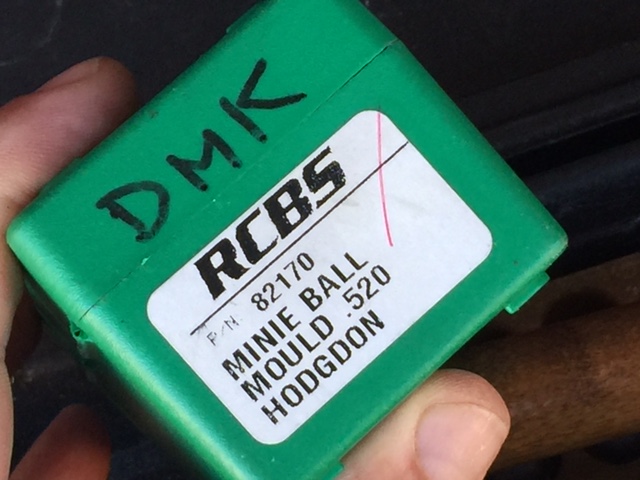 DMK
RCBS
P/N: 82170
MINIE BALL
MOULD .520
HODGDON